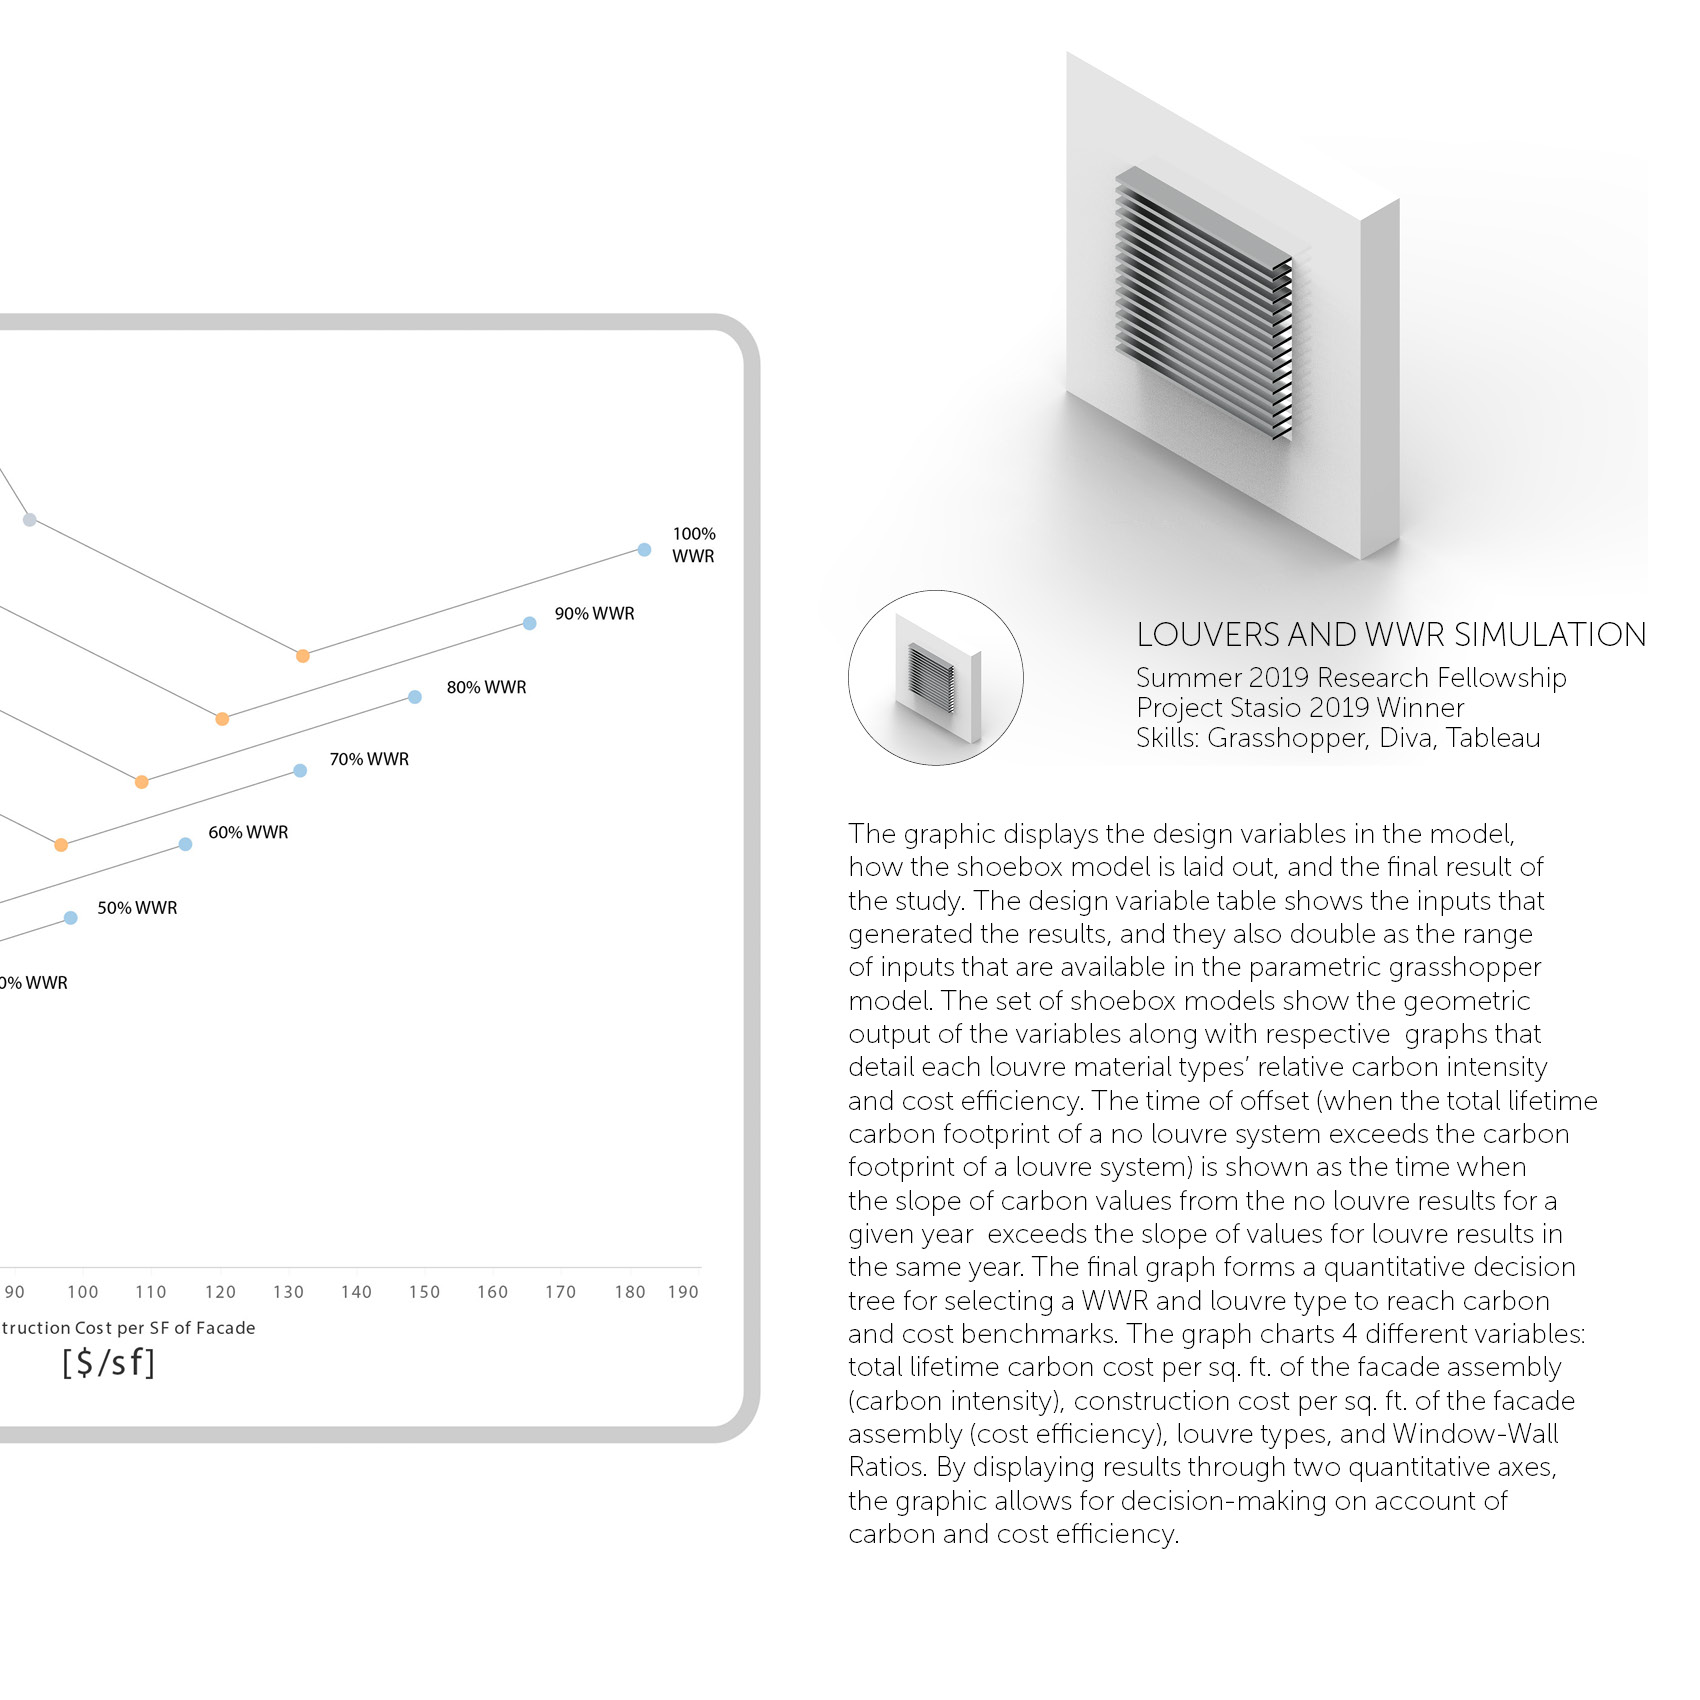 100%
WWR
90% WWR
80% WWR
70% WWR
60% WWR
50% WWR
0% WWR
90 100 110 120 130 140 150 160 170 180 190
truction Cost per SF of Facade
[$/sf]
LOUVERS AND WWR SIMULATION
Summer 2019 Research Fellowship
Project Stasio 2019 Winner
Skills: Grasshopper, Diva, Tableau
The graphic displays the design variables in the model,
how the shoebox model is laid out, and the final result of
the study. The design variable table shows the inputs that
generated the results, and they also double as the range
of inputs that are available in the parametric grasshopper
model. The set of shoebox models show the geometric
output of the variables along with respective  graphs that
detail each louvre material types’ relative carbon intensity
and cost efficiency. The time of offset (when the total lifetime
carbon footprint of a no louvre system exceeds the carbon
footprint of a louvre system) is shown as the time when
the slope of carbon values from the no louvre results for a
given year  exceeds the slope of values for louvre results in
the same year. The final graph forms a quantitative decision
tree for selecting a WWR and louvre type to reach carbon
and cost benchmarks. The graph charts 4 different variables:
total lifetime carbon cost per sq. ft. of the facade assembly
(carbon intensity), construction cost per sq. ft. of the facade
assembly (cost efficiency), louvre types, and Window-Wall
Ratios. By displaying results through two quantitative axes,
the graphic allows for decision-making on account of
carbon and cost efficiency.